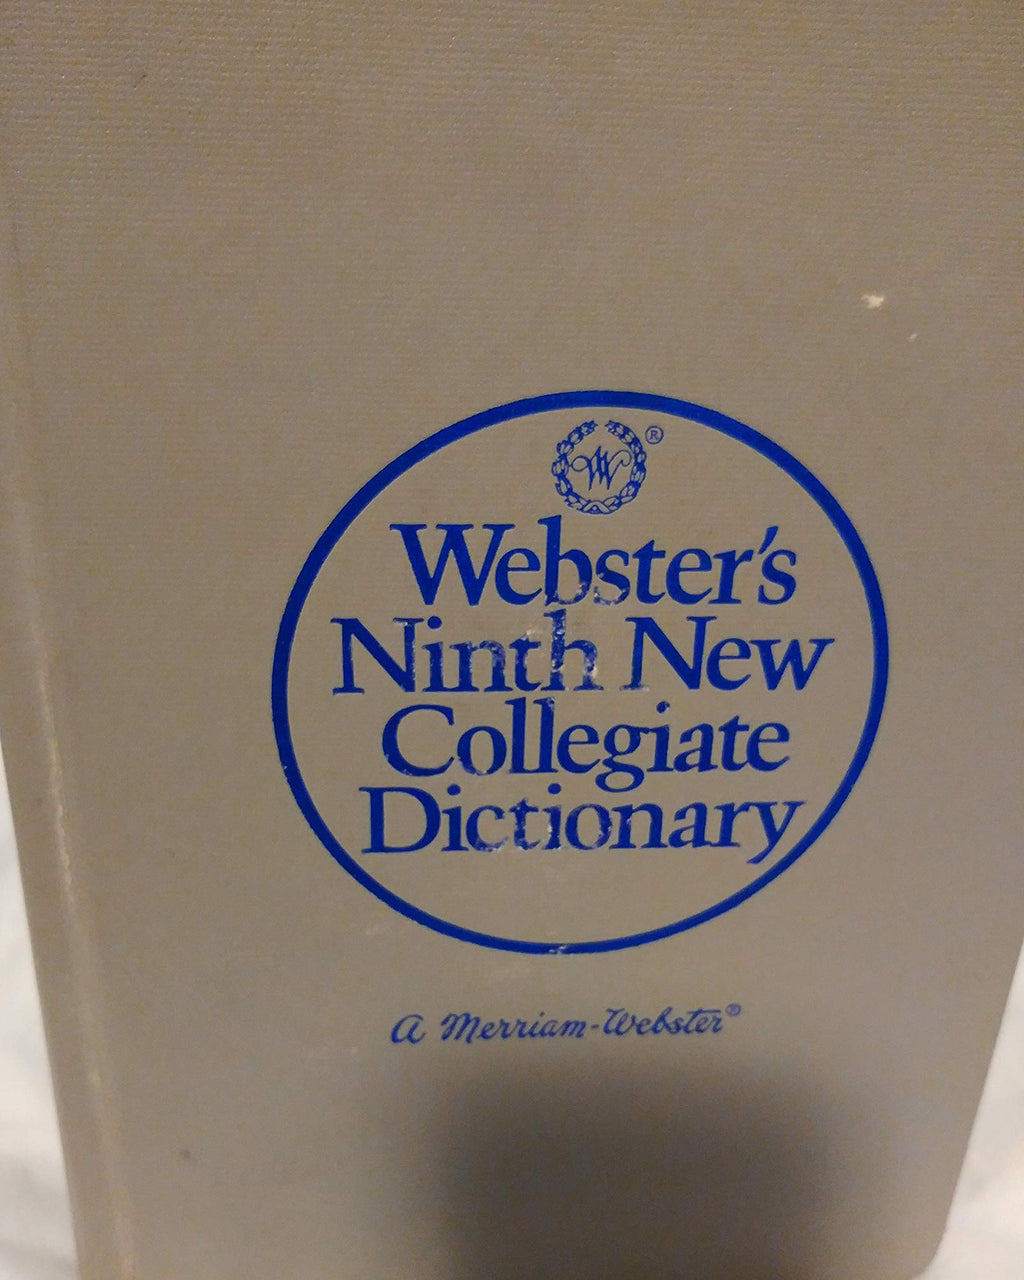 ®
Webster's
Ninth New
Collegiate
Dictionary
A Merriam-Webster®